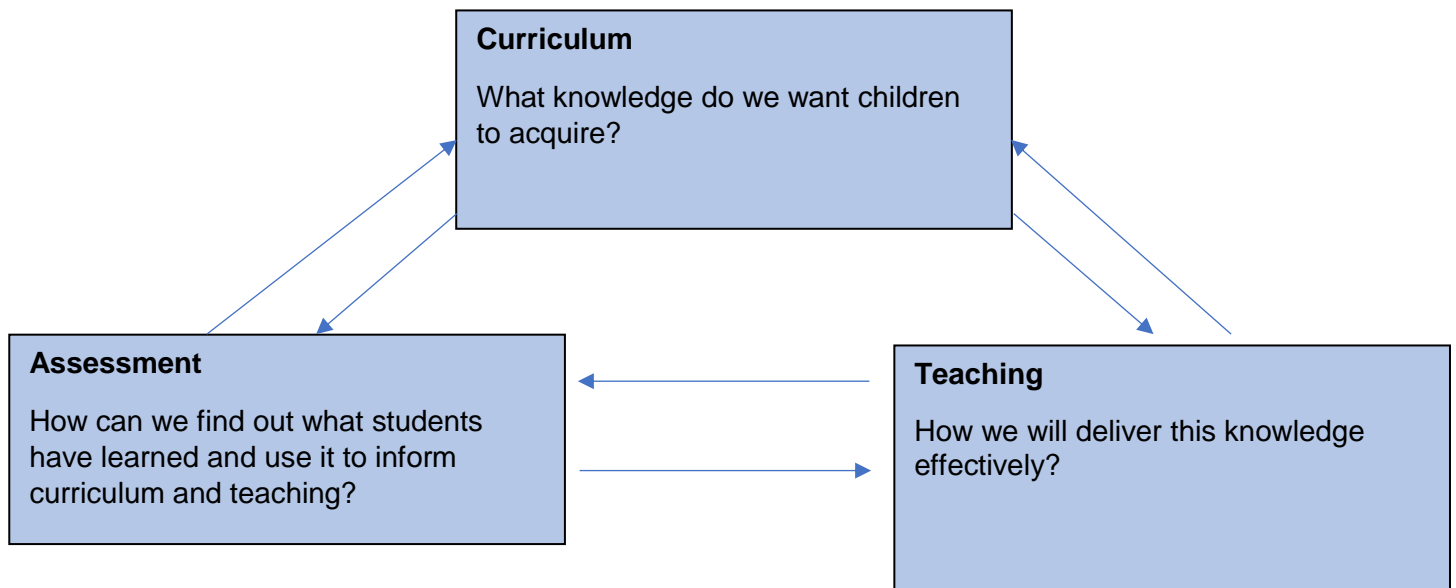 Curriculum
What knowledge do we want children
to acquire?
Assessment
How can we find out what students
have learned and use it to inform
curriculum and teaching?
Teaching
How we will deliver this knowledge
effectively?